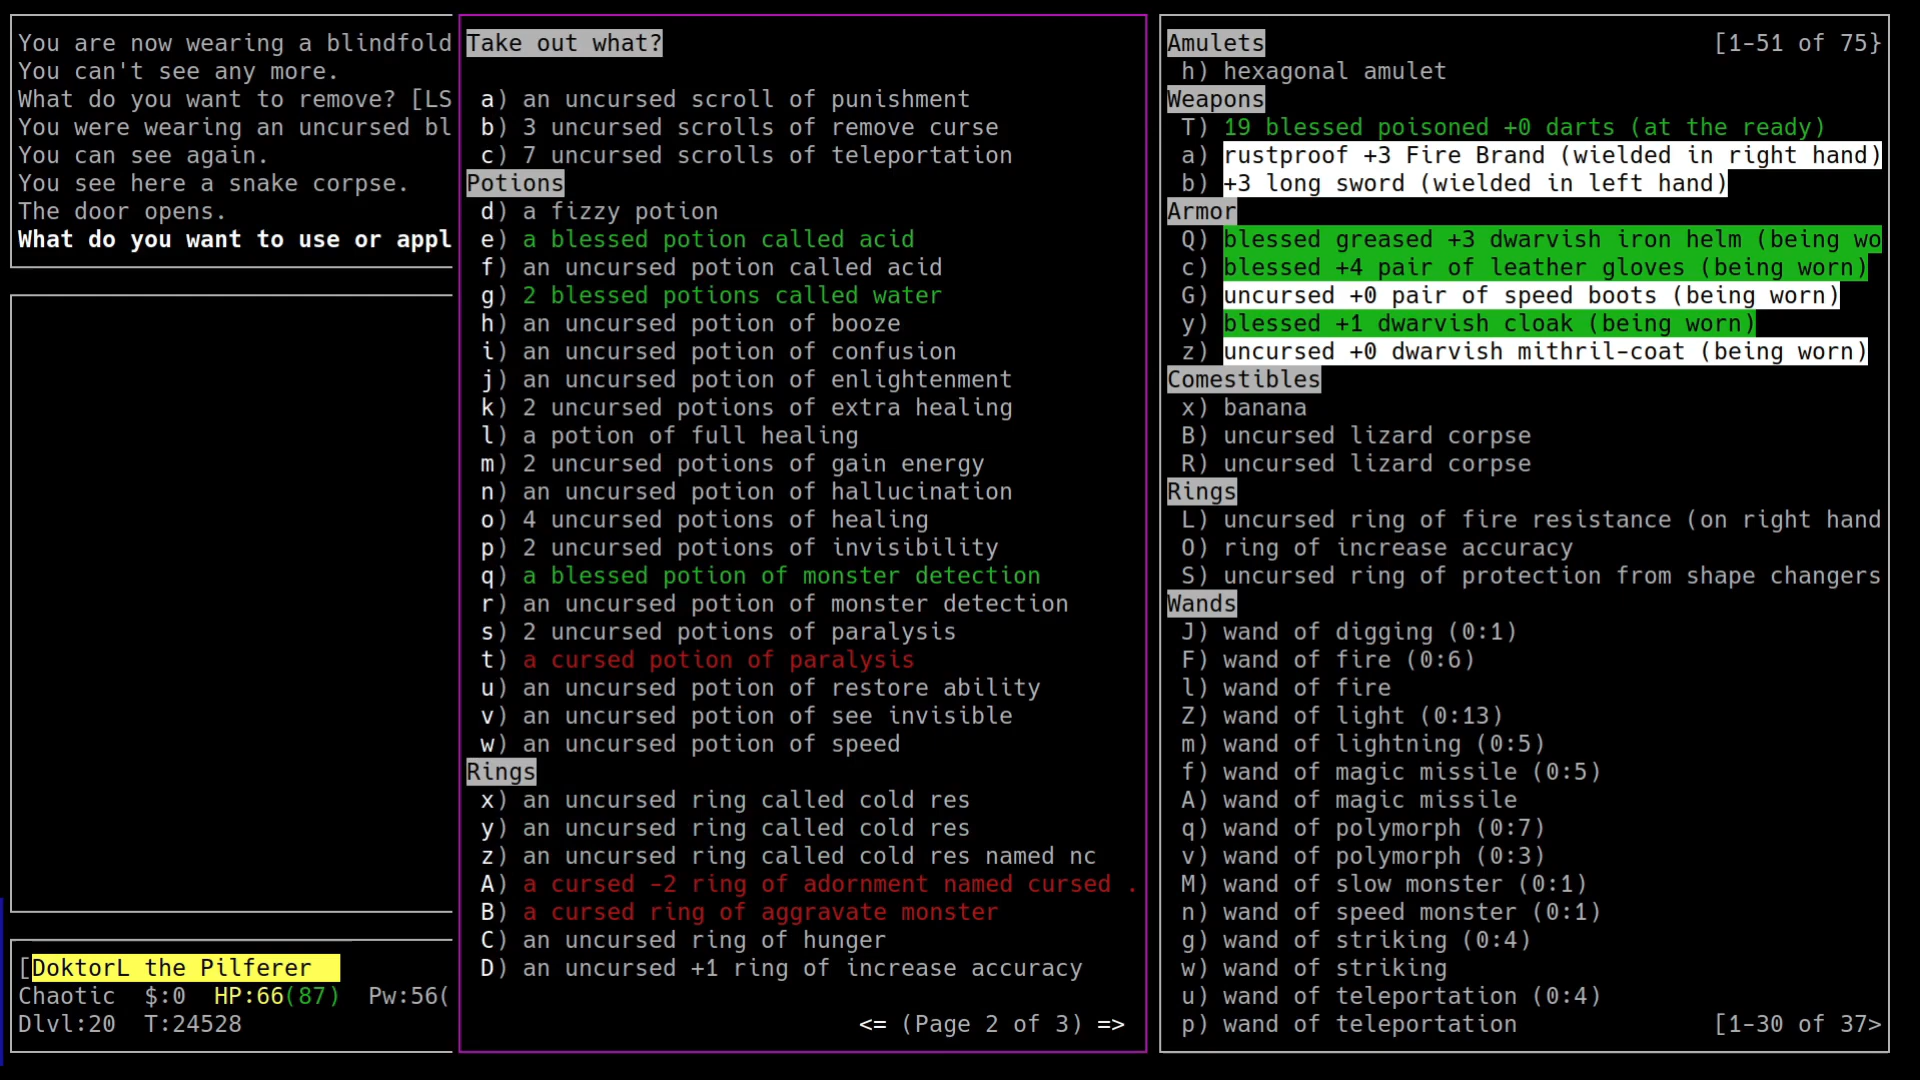 You are now wearing a blindfold
You can't see any more.
What do you want to remove? [LS
You were wearing an uncursed bl
You can see again.
You see here a snake corpse.
The door opens.
What do you want to use or appl
[DoktorL the Pilferer
Chaotic $:0 HP:66(87) Pw:56(
Dlvl:20 T:24528
Take out what?
a) an uncursed scroll of punishment
b) 3 uncursed scrolls of remove curse
c) 7 uncursed scrolls of teleportation
Potions
d) a fizzy potion
e) a blessed potion called acid
f) an uncursed potion called acid
g) 2 blessed potions called water
h) an uncursed potion of booze
i) an uncursed potion of confusion
j) an uncursed potion of enlightenment
k) 2 uncursed potions of extra healing
l) a potion of full healing
m) 2 uncursed potions of gain energy
n) an uncursed potion of hallucination
o) 4 uncursed potions of healing
p) 2 uncursed potions of invisibility
q) a blessed potion of monster detection
r) an uncursed potion of monster detection
s) 2 uncursed potions of paralysis
t) a cursed potion of paralysis
u) an uncursed potion of restore ability
v) an uncursed potion of see invisible
w) an uncursed potion of speed
Rings
x) an uncursed ring called cold res
y) an uncursed ring called cold res
z) an uncursed ring called cold res named nc
A) a cursed -2 ring of adornment named cursed .
B) a cursed ring of aggravate monster
C) an uncursed ring of hunger
D) an uncursed +1 ring of increase accuracy
<= (Page 2 of 3) =>
Amulets [1-51 of 75}
h) hexagonal amulet
Weapons
T) 19 blessed poisoned +0 darts (at the ready)
a) rustproof +3 Fire Brand (wielded in right hand)
b) +3 long sword (wielded in left hand)
Armor
Q) blessed greased +3 dwarvish iron helm (being wo
c) blessed +4 pair of leather gloves (being worn)
G) uncursed +0 pair of speed boots (being worn)
y) blessed +1 dwarvish cloak (being worn)
z) uncursed +0 dwarvish mithril-coat (being worn)
Comestibles
x) banana
B) uncursed lizard corpse
R) uncursed lizard corpse
Rings
L) uncursed ring of fire resistance (on right hand
O) ring of increase accuracy
S) uncursed ring of protection from shape changers
Wands
J) wand of digging (0:1)
F) wand of fire (0:6)
l) wand of fire
Z) wand of light (0:13)
m) wand of lightning (0:5)
f) wand of magic missile (0:5)
A) wand of magic missile
q) wand of polymorph (0:7)
v) wand of polymorph (0:3)
M) wand of slow monster (0:1)
n) wand of speed monster (0:1)
g) wand of striking (0:4)
w) wand of striking
u) wand of teleportation (0:4)
p) wand of teleportation [1-30 of 37>